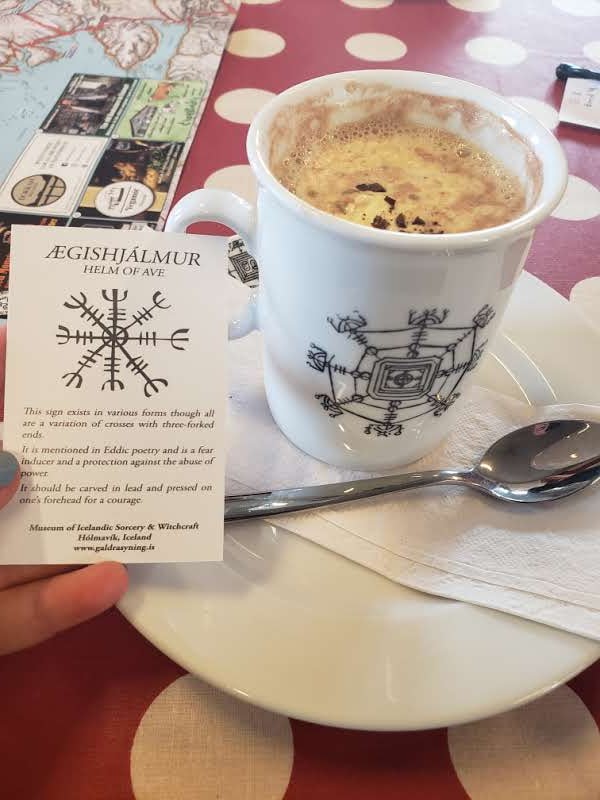 ÆGISHJÁLMUR
HELM OF AVE
This sign exists in various forms though all
are a variation of crosses with three-forked
ends.
It is mentioned in Eddic poetry and is a fear
inducer and a protection against the abuse of
power.
It should be carved in lead and pressed on
one's forehead for a courage.
Museum of Icelandic Sorcery & Witchcraft
Hólmavík, Iceland
www.galdrasyning.is